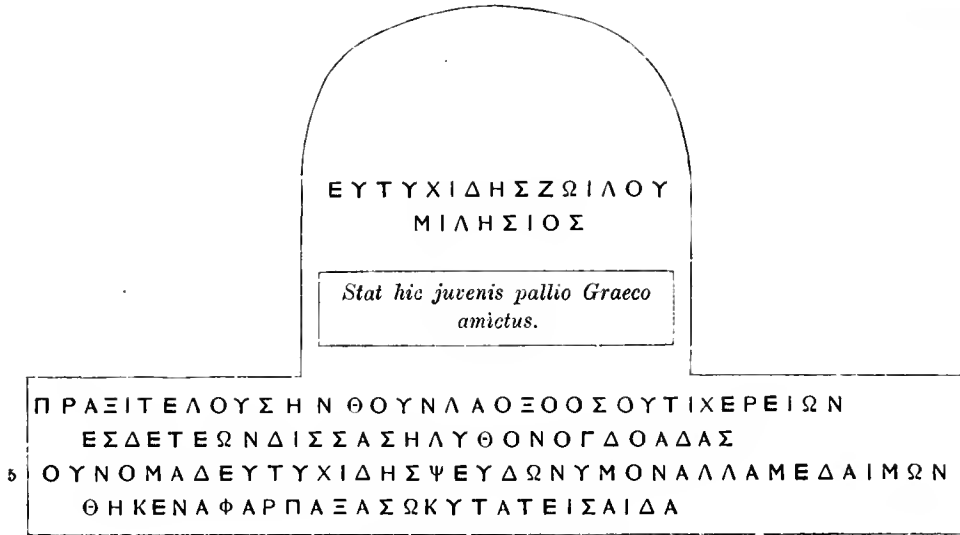 ΕΥΤΥΧΙΔΗΣΖΩΙΛΟΥ
ΜΙΛΗΣΙΟΣ
Stat hic juvenis pallio Graeco
amictus.
ΠΡΑΞΙΤΕΛΟΥΣΗΝΘΟΥΝΛΑΟΞΟΟΣΟΥΤΙΧΕΡΕΙΩΝ
ΕΣΔΕΤΕΩΝΔΙΣΣΑΣΗΛΥΘΟΝΟΓΔΟΑΔΑΣ
5 ΟΥΝΟΜΑΔΕΥΤΥΧΙΔΗΣΨΕΥΔΩΝΥΜΟΝΑΛΛΑΜΕΔΑΙΜΩΝ
ΘΗΚΕΝΑΦΑΡΠΑΞΑΣΩΚΥΤΑΤΕΙΣΑΙΔΑ